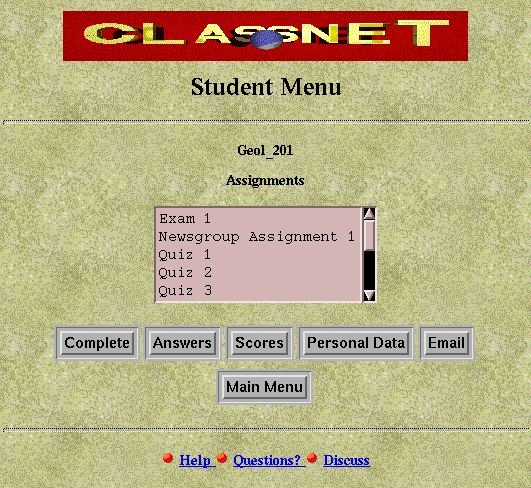 CLASSNET
Student Menu
Geol_201
Assignments
Exam 1
Newsgroup Assignment 1
Quiz 1
Quiz 2
Quiz 3
Complete Answers Scores Personal Data Email
Main Menu
Help Questions? Discuss